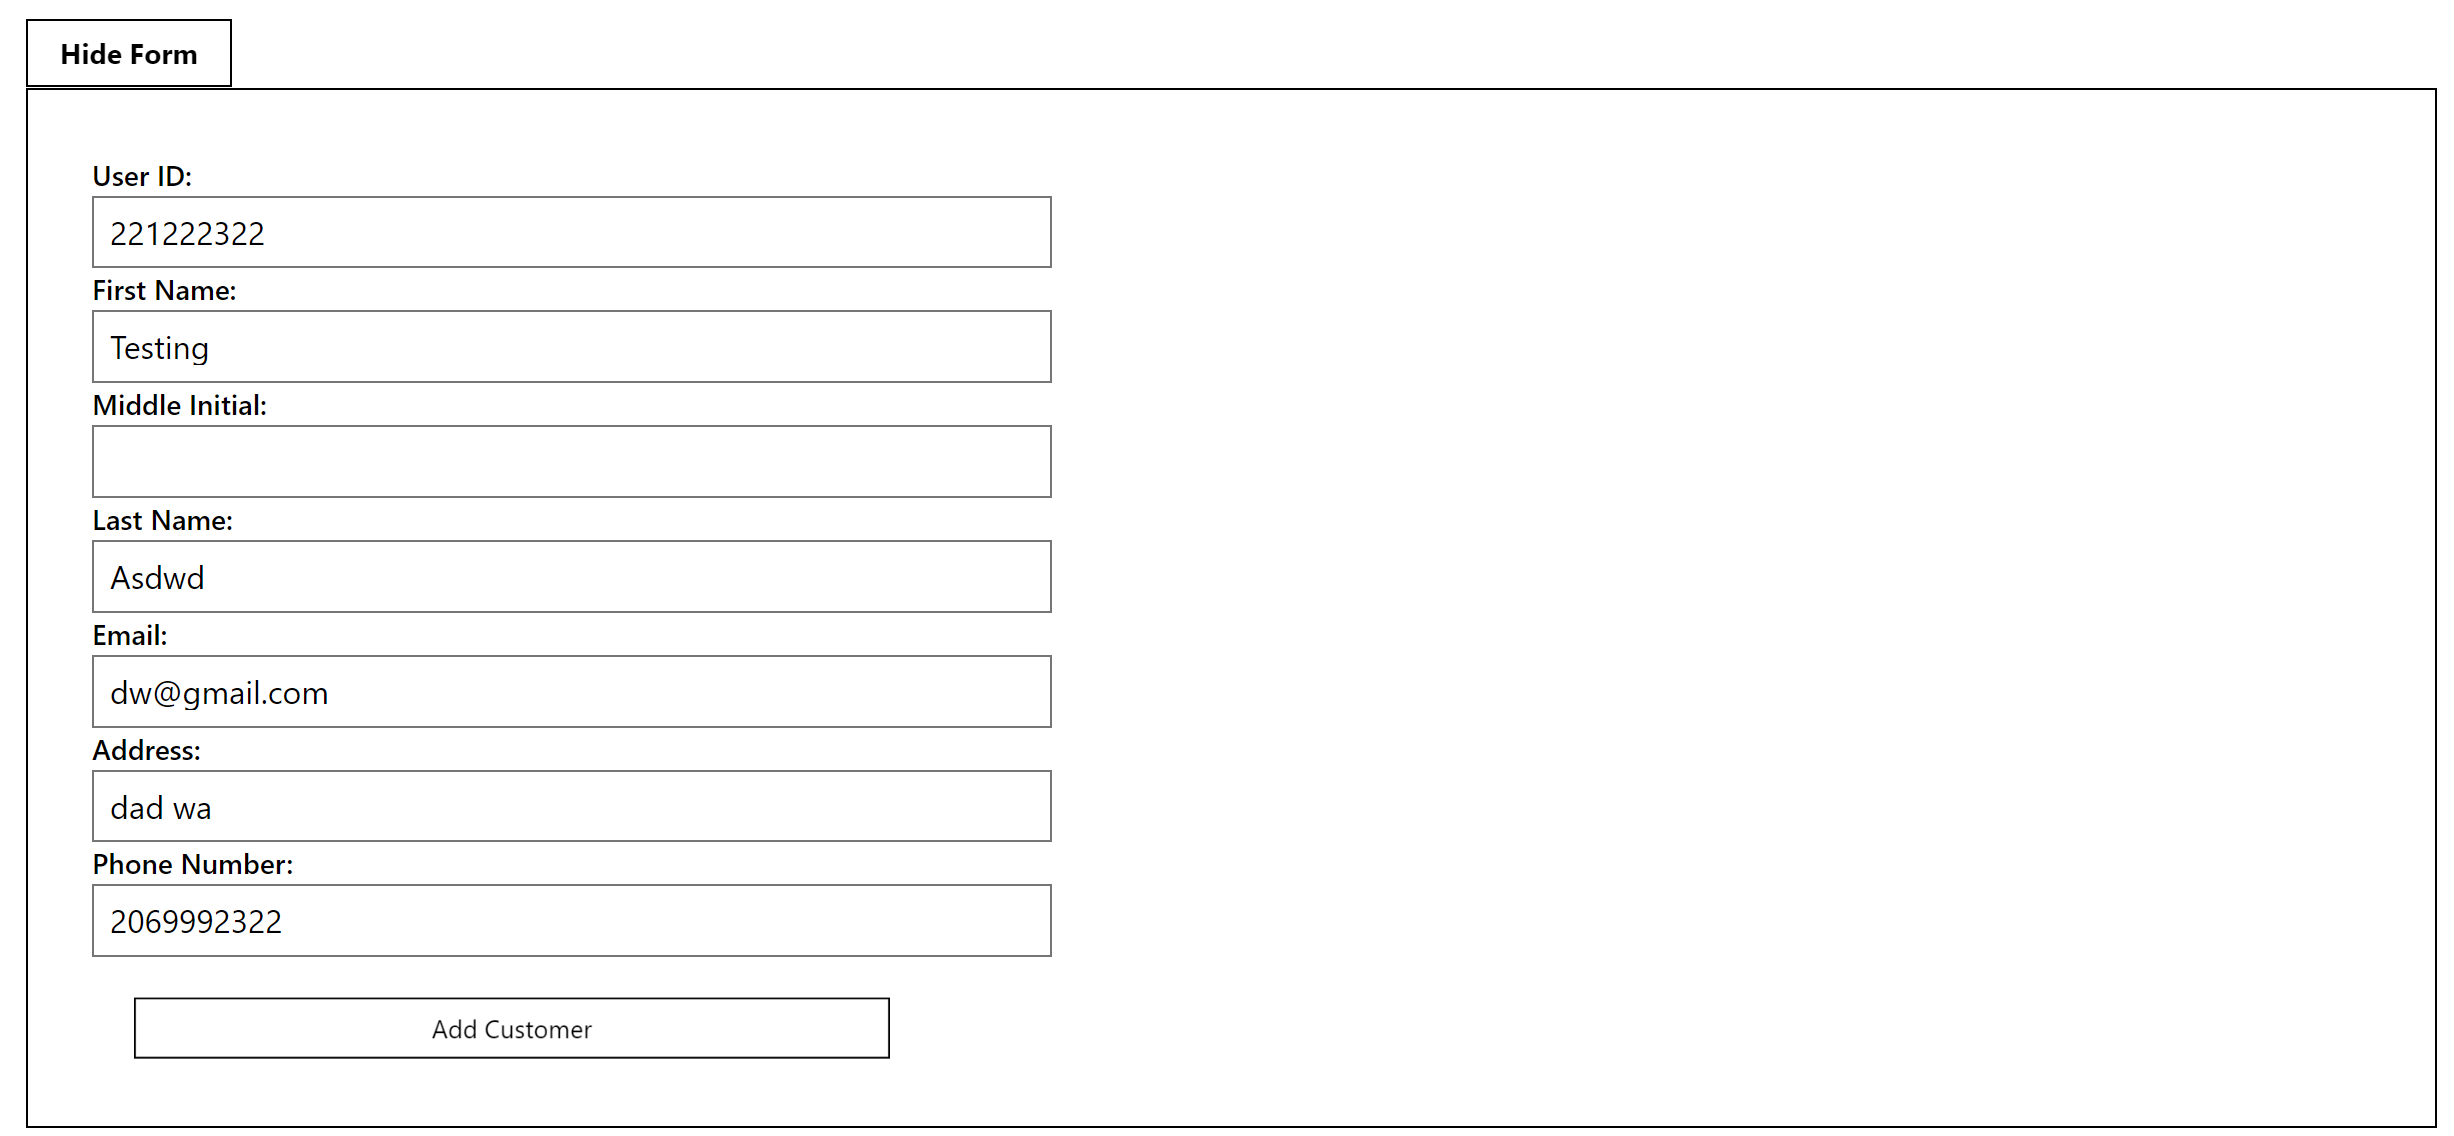 Hide Form
User ID:
221222322
First Name:
Testing
Middle Initial:
Last Name:
Asdwd
Email:
dw@gmail.com
Address:
dad wa
Phone Number:
2069992322
Add Customer